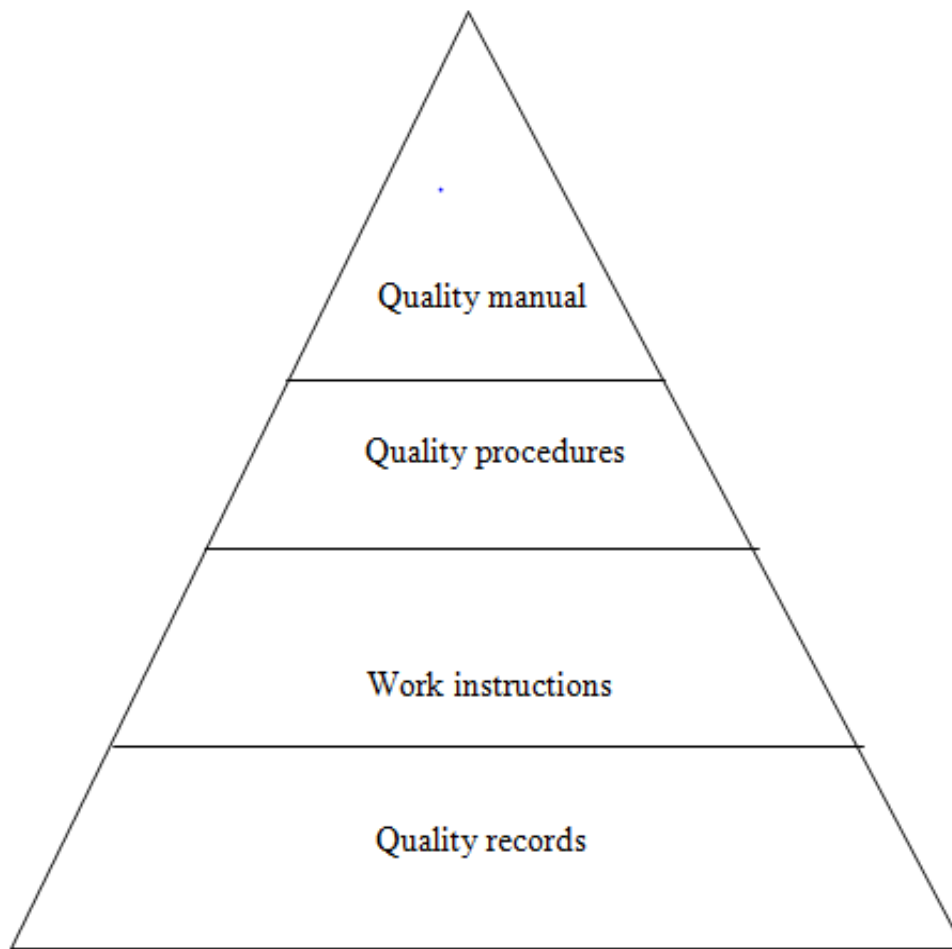 Quality manual
Quality procedures
Work instructions
Quality records